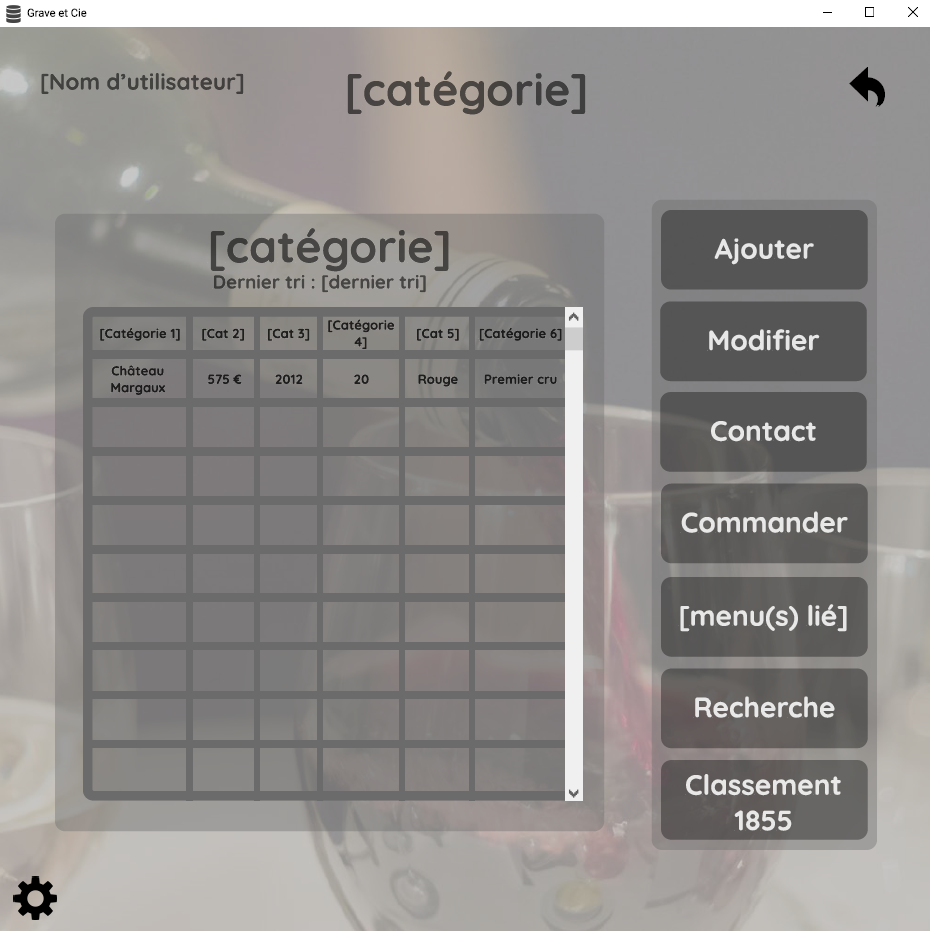 Grave et Cie
[Nom d’utilisateur]
[catégorie]
[catégorie]
Dernier tri : [dernier tri]
[Catégorie 1] [Cat 2] [Cat 3] [Catégorie 4] [Cat 5] [Catégorie 6]
Château Margaux 575 € 2012 20 Rouge Premier cru
Ajouter
Modifier
Contact
Commander
[menu(s) lié]
Recherche
Classement
1855